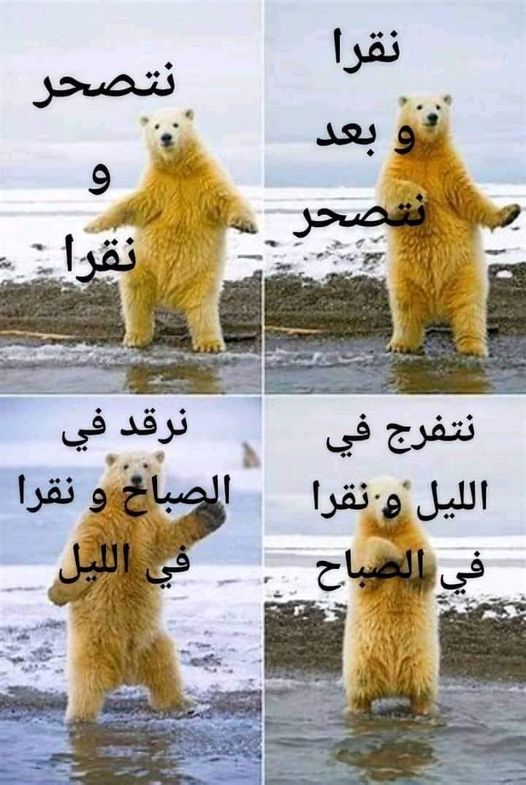 نقرا
و بعد
نتصحر
نتصحر
و
نقرا
نتفرج في
الليل و نقرا
في الصباح
نرقد في
الصباح و نقرا
في الليل